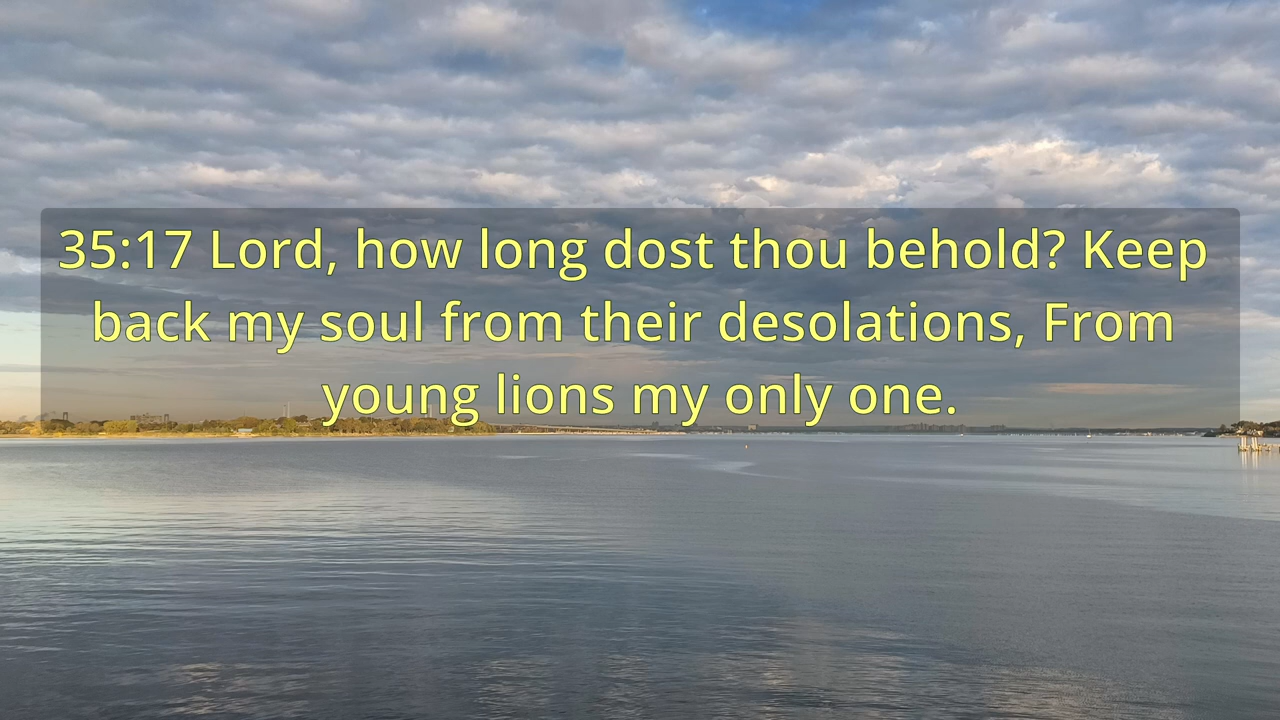 35:17 Lord, how long dost thou behold? Keep
back my soul from their desolations, From
young lions my only one.